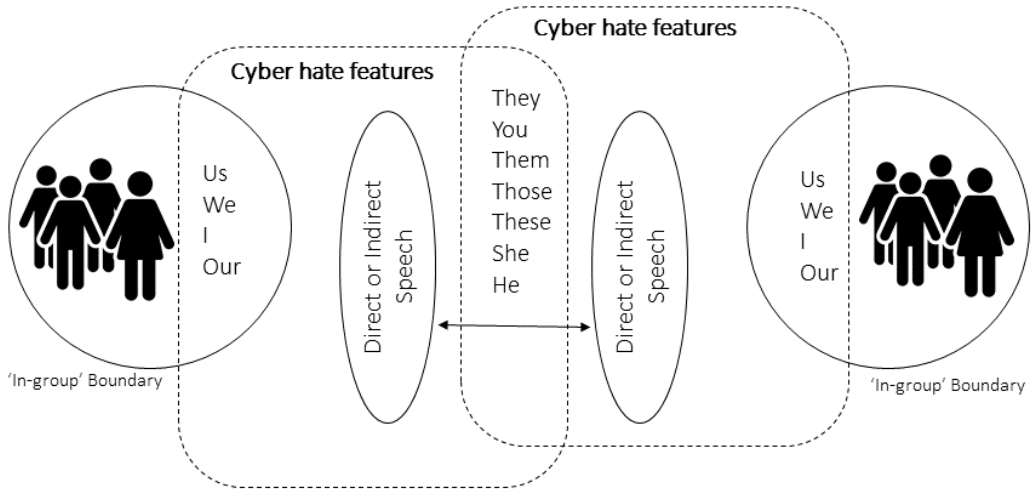 Cyber hate features
Cyber hate features
Us
We
I
Our
Direct or Indirect
Speech
They
You
Them
Those
These
She
He
Direct or Indirect
Speech
Us
We
I
Our
‘In-group’ Boundary
‘In-group’ Boundary